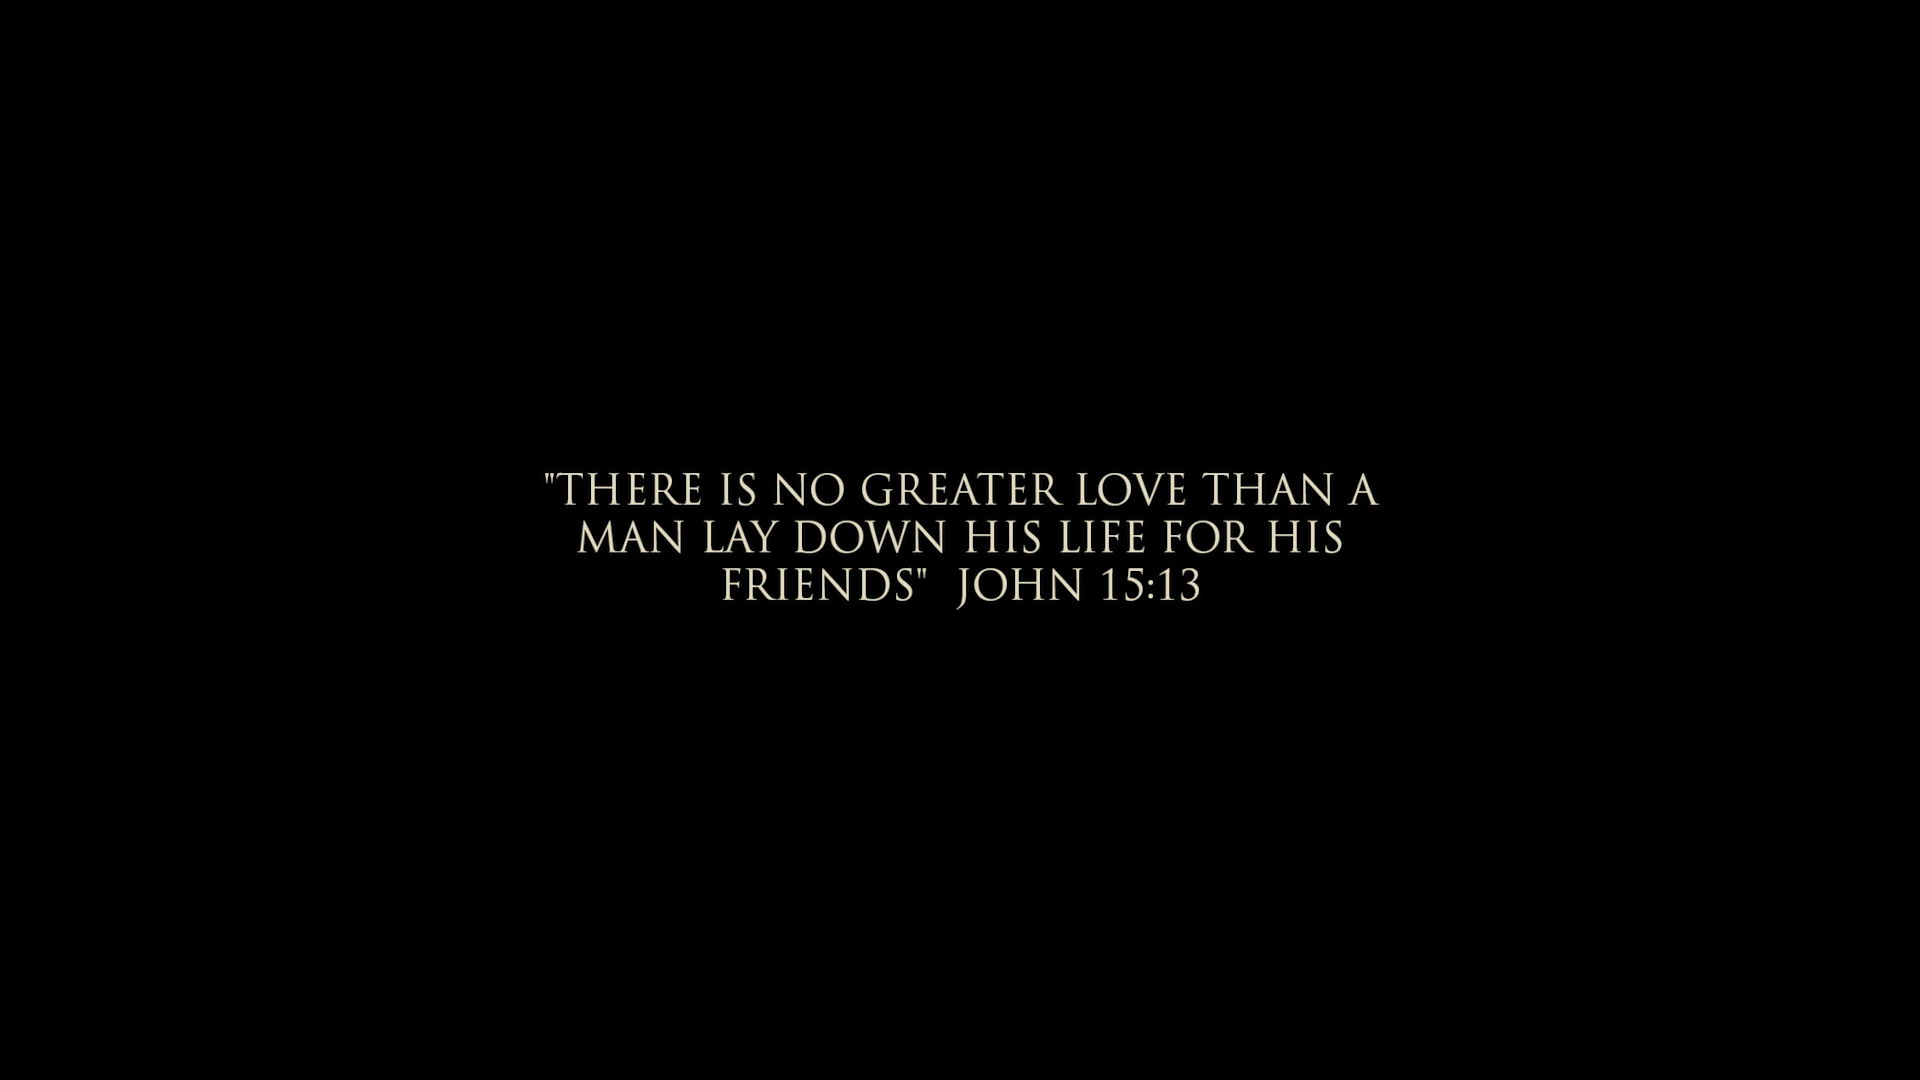 "THERE IS NO GREATER LOVE THAN A
MAN LAY DOWN HIS LIFE FOR HIS
FRIENDS"  JOHN 15:13